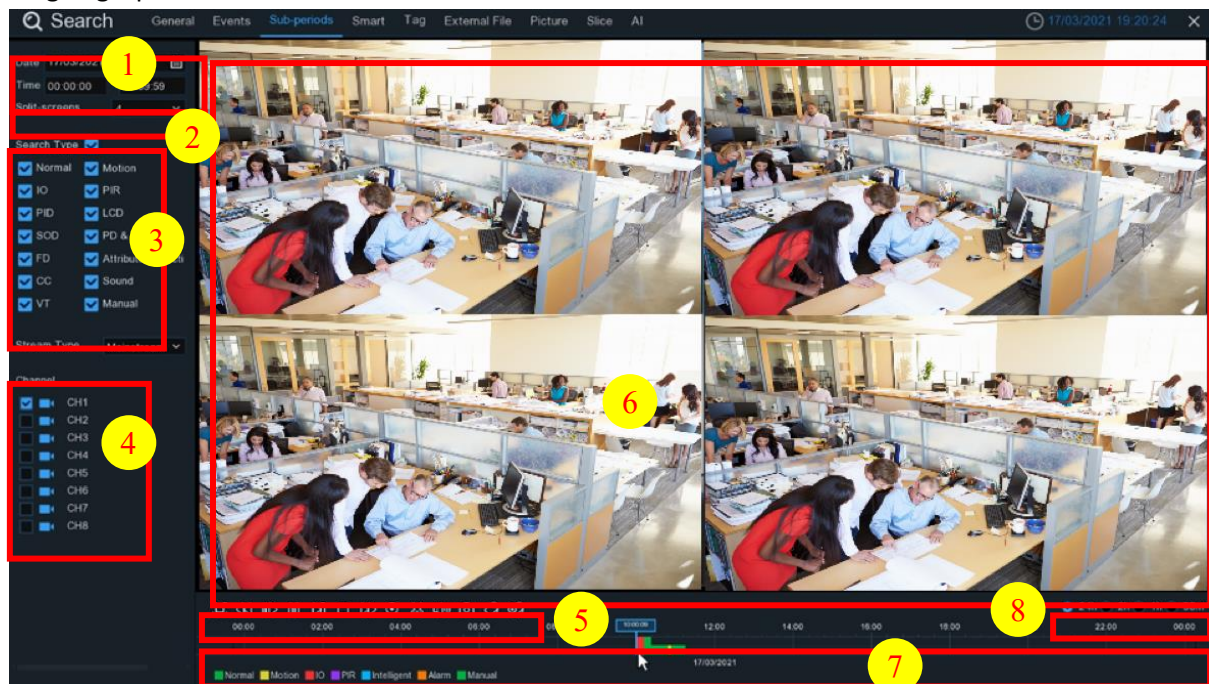 Search General Events Sub-periods Smart Tag External File Picture Slice AI 17/03/2021 19:20:24
1
Time 00:00:00
Split-screens 4
2
Search Type
Normal Motion
IO PIR
PID LCD
SOD PD &
3
FD
CC Sound
VT Manual
Stream Type
Channel
CH1
CH2
CH3
4
CH4
CH5
CH6
CH7
CH8
6
8
5
00:00 02:00 04:00 06:00 10:00:09 12:00 14:00 16:00 18:00 22:00 00:00
17/03/2021
7
Normal Motion IO PIR Intelligent Alarm Manual